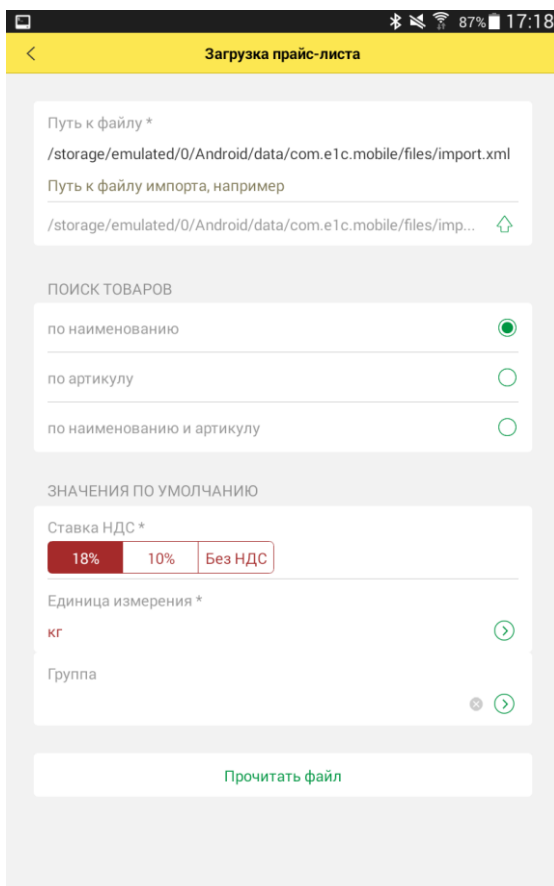 87% 17:18
Загрузка прайс-листа
Путь к файлу *
/storage/emulated/0/Android/data/com.e1c.mobile/files/import.xml
Путь к файлу импорта, например
/storage/emulated/0/Android/data/com.e1c.mobile/files/imp...
ПОИСК ТОВАРОВ
по наименованию
по артикулу
по наименованию и артикулу
ЗНАЧЕНИЯ ПО УМОЛЧАНИЮ
Ставка НДС *
18% 10% Без НДС
Единица измерения *
кг
Группа
Прочитать файл